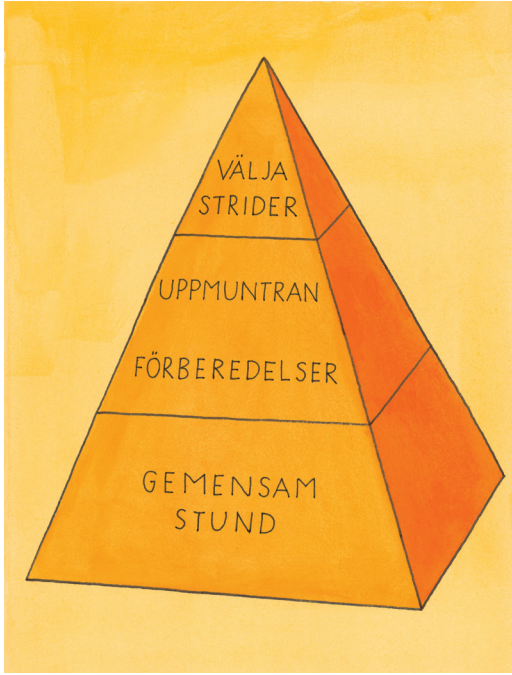 VÄLJA
STRIDER
UPPMUNTRAN
FÖRBEREDELSER
GEMENSAM
STUND